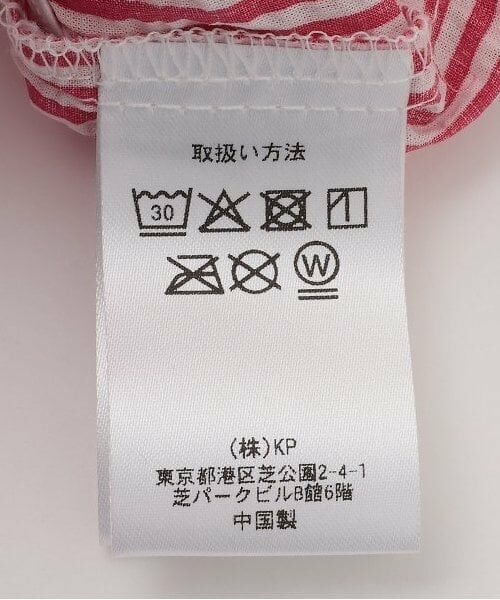 取扱い方法
30
W
(株)KP
東京都港区芝公園2-4-1
芝パークビルB館6階
中国製